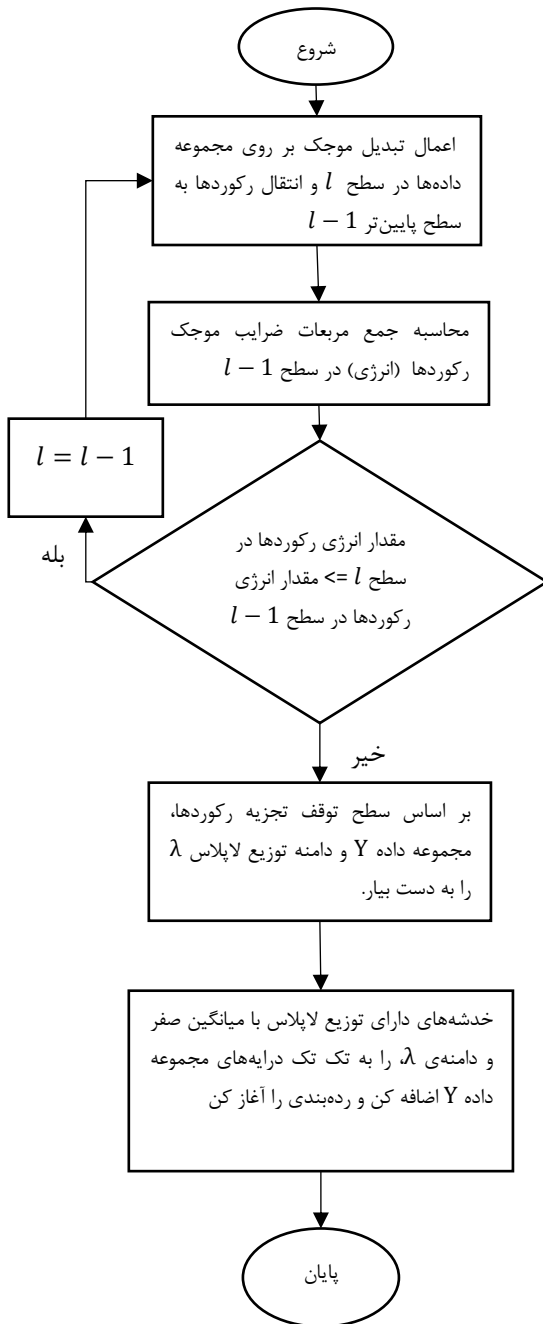 شروع
اعمال تبدیل موجک بر روی مجموعه
داده‌ها در سطح l و انتقال رکوردها به
سطح پایین‌تر l − 1
محاسبه جمع مربعات ضرایب موجک
رکوردها (انرژی) در سطح l − 1
l = l − 1
مقدار انرژی رکوردها در
سطح l <= مقدار انرژی
رکوردها در سطح l − 1
بله
خیر
بر اساس سطح توقف تجزیه رکوردها،
مجموعه داده Y و دامنه توزیع لاپلاس λ
را به دست بیار.
خدشه‌های دارای توزیع لاپلاس با میانگین صفر
و دامنه‌ی λ، را به تک تک درایه‌های مجموعه
داده Y اضافه کن و رده‌بندی را آغاز کن
پایان